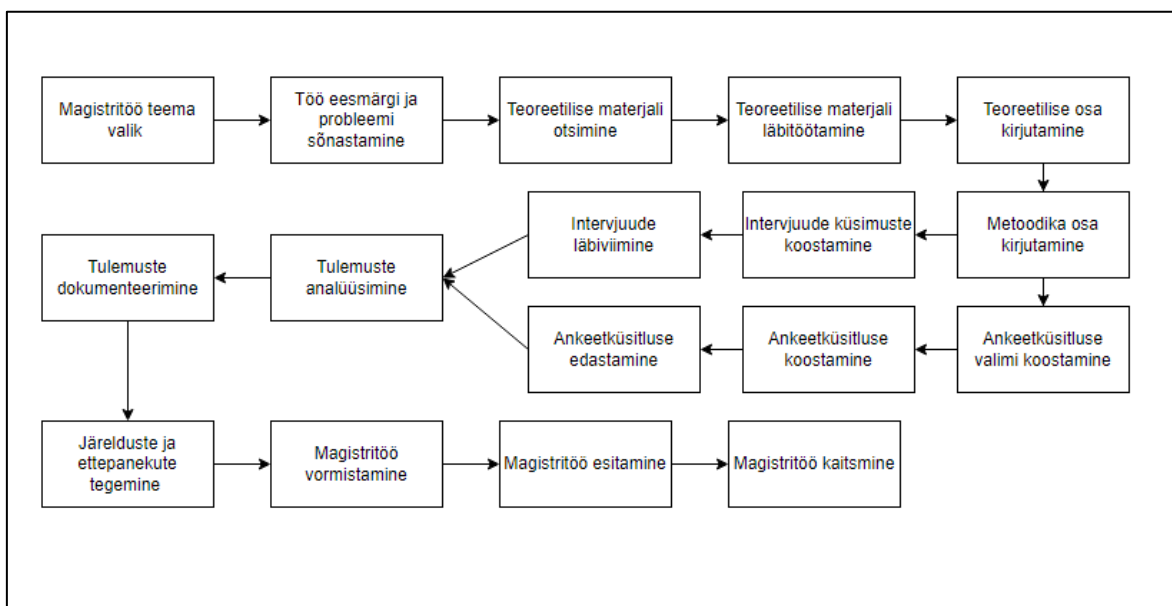 Magistritöö teema
valik
Töö eesmärgi ja
probleemi
sõnastamine
Teoreetilise materjali
otsimine
Teoreetilise materjali
läbitöötamine
Teoreetilise osa
kirjutamine
Metoodika osa
kirjutamine
Intervjuude küsimuste
koostamine
Intervjuude
läbiviimine
Ankeetküsitluse
valimi koostamine
Ankeetküsitluse
koostamine
Ankeetküsitluse
edastamine
Tulemuste
analüüsimine
Tulemuste
dokumenteerimine
Järelduste ja
ettepanekute
tegemine
Magistritöö
vormistamine
Magistritöö esitamine
Magistritöö kaitsmine